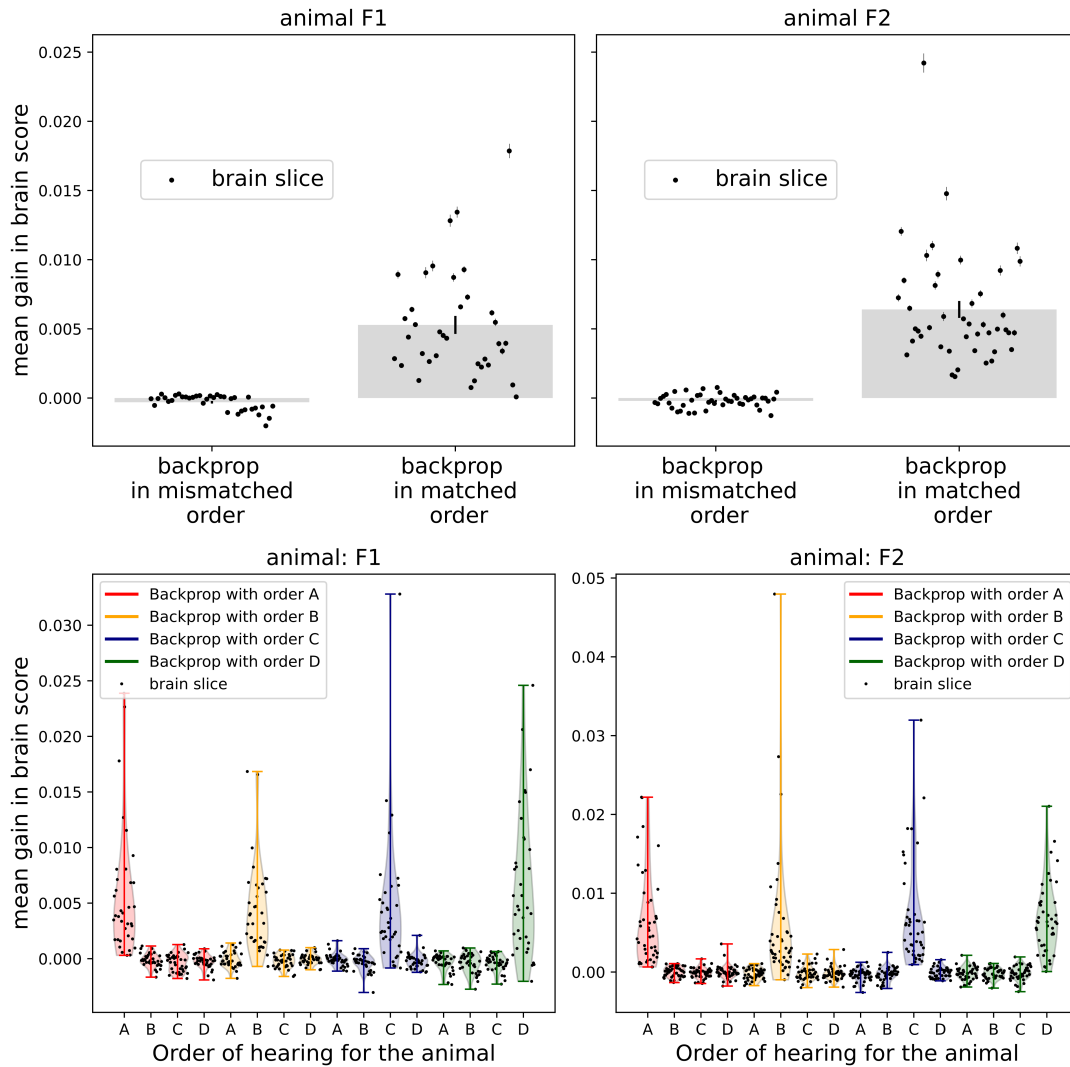 animal F1
animal F2
mean gain in brain score
0.025
0.020
0.015
0.010
0.005
0.000
brain slice
brain slice
backprop
in mismatched
order
backprop
in matched
order
backprop
in mismatched
order
backprop
in matched
order
animal: F1
animal: F2
mean gain in brain score
0.030
0.025
0.020
0.015
0.010
0.005
0.000
Backprop with order A
Backprop with order B
Backprop with order C
Backprop with order D
brain slice
A B C D A B C D A B C D A B C D
Order of hearing for the animal
0.05
0.04
0.03
0.02
0.01
0.00
Backprop with order A
Backprop with order B
Backprop with order C
Backprop with order D
brain slice
A B C D A B C D A B C D A B C D
Order of hearing for the animal